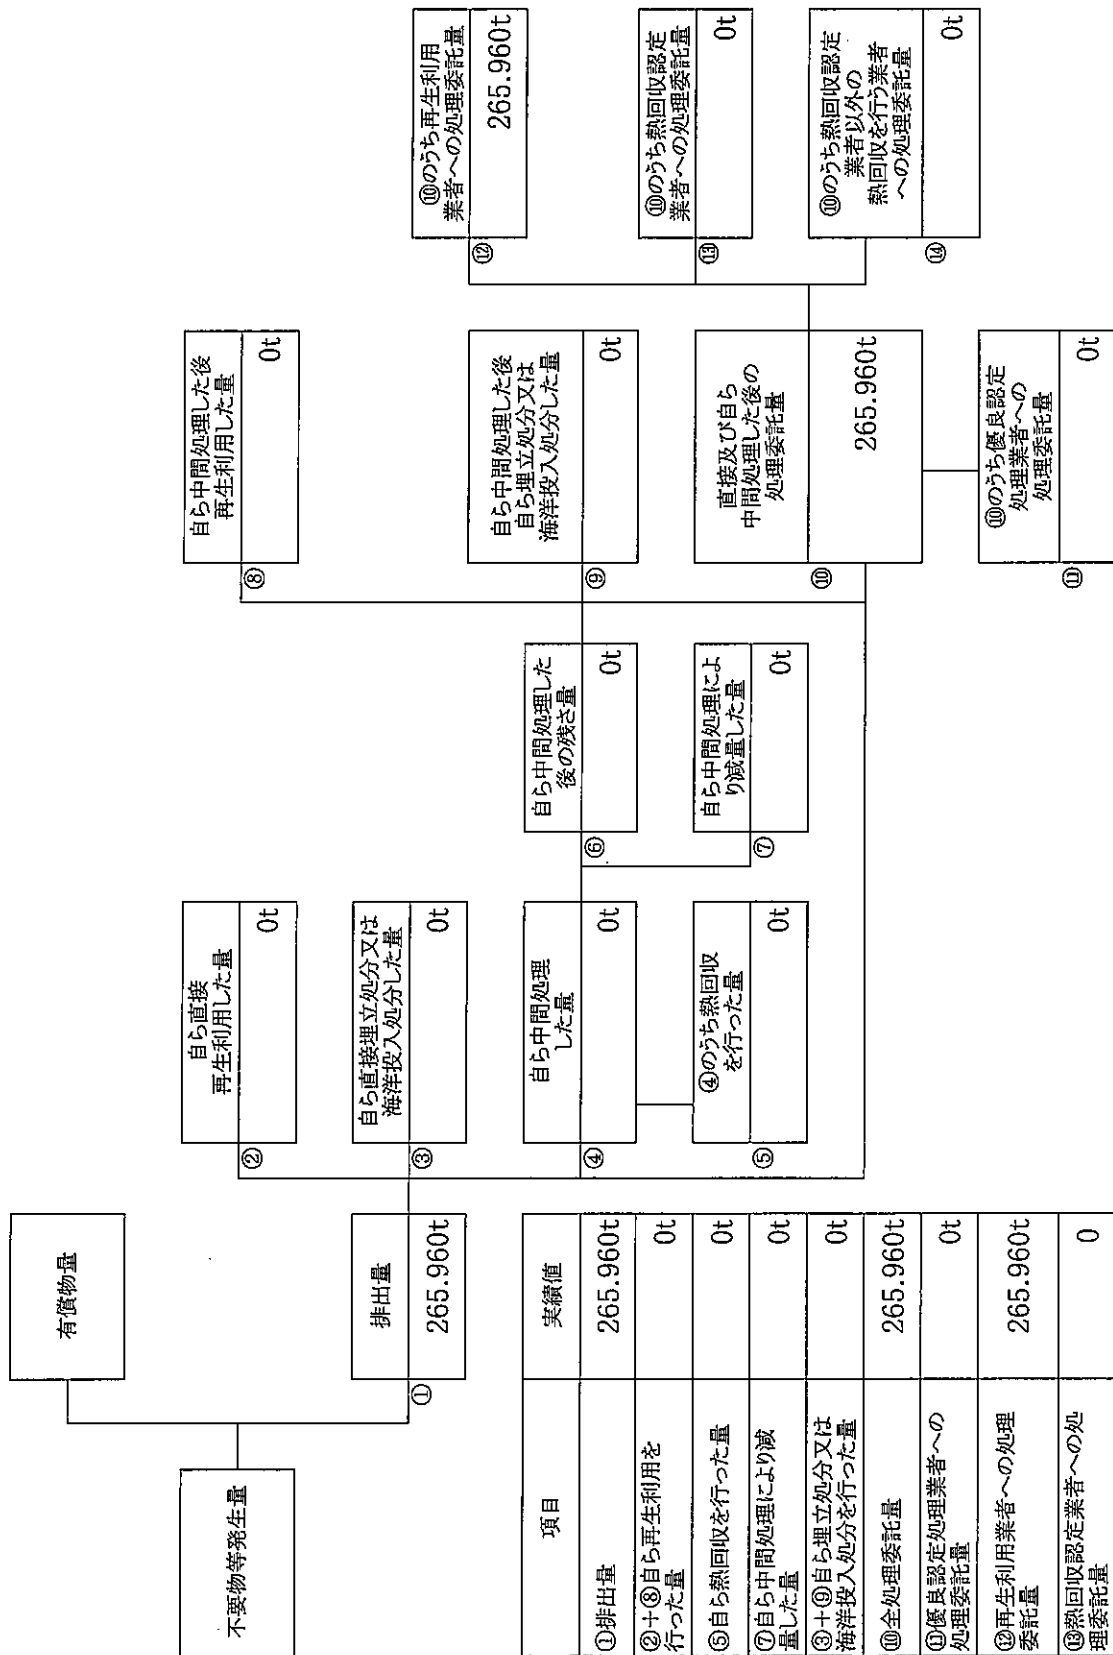 不要物等発生量
有償物量
①
排出量
265.960t
②
自ら直接
再生利用した量
0t
③
自ら直接埋立処分又は
海洋投入処分した量
0t
④
自ら中間処理
した量
0t
⑤
④のうち熱回収
を行った量
0t
⑥
自ら中間処理した
後の残さ量
0t
⑦
自ら中間処理によ
り減量した量
0t
⑧
自ら中間処理した後
再生利用した量
0t
⑨
自ら中間処理した後
自ら埋立処分又は
海洋投入処分した量
0t
⑩
直接及び自ら
中間処理した後の
処理委託量
265.960t
⑪
⑩のうち優良認定
処理業者への
処理委託量
0t
⑫
⑩のうち再生利用
業者への処理委託量
265.960t
⑬
⑩のうち熱回収認定
業者への処理委託量
0t
⑭
⑩のうち熱回収認定
業者以外の
熱回収を行う業者
への処理委託量
0t
項目
実績値
①排出量
265.960t
②+⑧自ら再生利用を
行った量
0t
⑤自ら熱回収を行った量
0t
⑦自ら中間処理により減
量した量
0t
③+⑨自ら埋立処分又は
海洋投入処分を行った量
0t
⑩全処理委託量
265.960t
⑪優良認定処理業者への
処理委託量
0t
⑫再生利用業者への処理
委託量
265.960t
⑬熱回収認定業者への処
理委託量
0